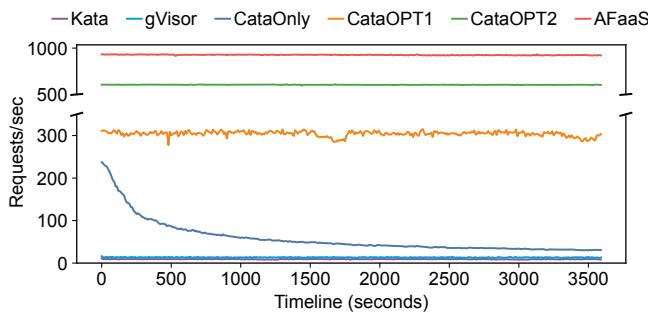 Kata gVisor CataOnly CataOPT1 CataOPT2 AFaaS
1000
500
300
200
100
0
Requests/sec
0 500 1000 1500 2000 2500 3000 3500
Timeline (seconds)